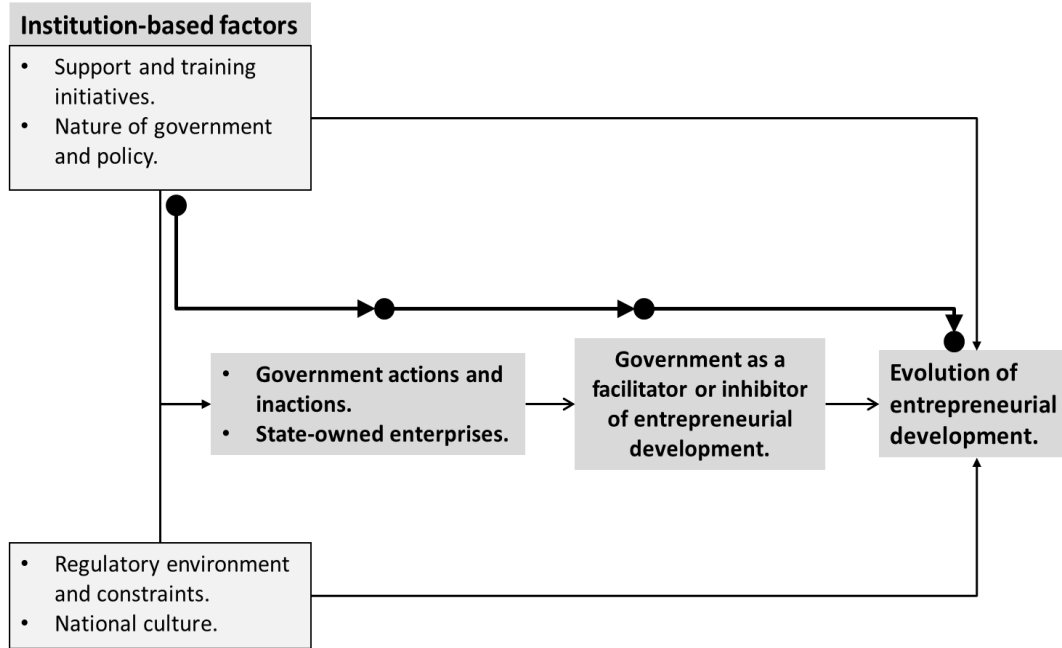 Institution-based factors
• Support and training
initiatives.
• Nature of government
and policy.
• Government actions and
inactions.
• State-owned enterprises.
Government as a
facilitator or inhibitor
of entrepreneurial
development.
Evolution of
entrepreneurial
development.
• Regulatory environment
and constraints.
• National culture.